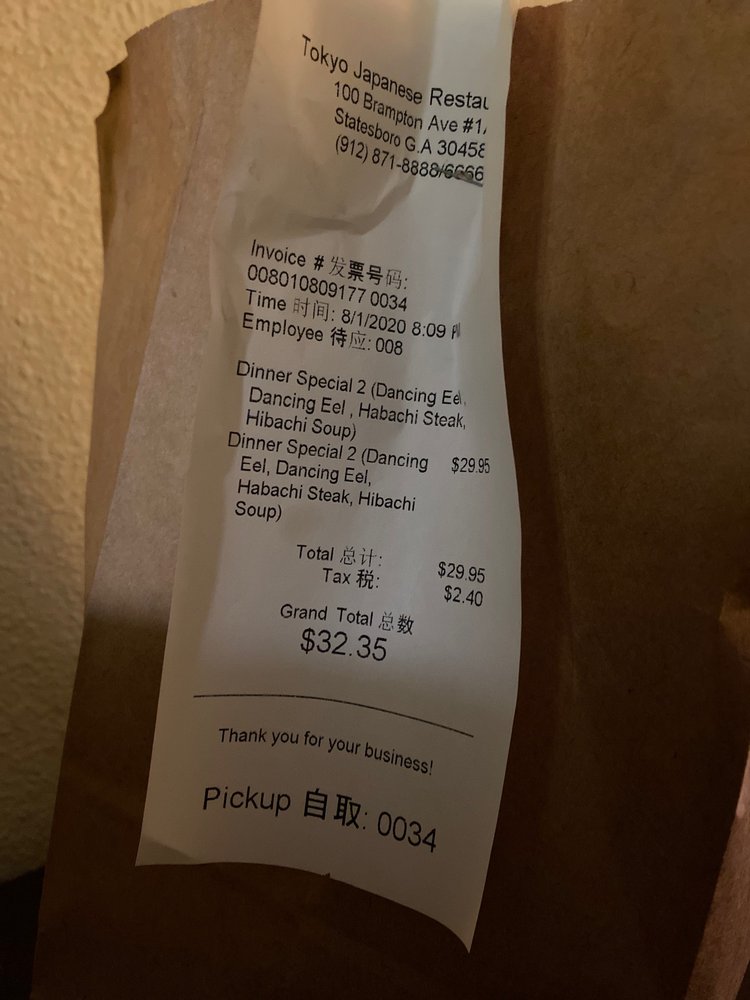 Tokyo Japanese Restau
100 Brampton Ave #1
Statesboro G.A 30458
(912) 871-8888/6666
Invoice # 发票号码:
008010809177 0034
Time 时间: 8/1/2020 8:09 P
Employee 待应: 008
Dinner Special 2 (Dancing Eel,
Dancing Eel , Habachi Steak,
Hibachi Soup)
Dinner Special 2 (Dancing $29.95
Eel, Dancing Eel,
Habachi Steak, Hibachi
Soup)
Total 总计: $29.95
Tax 税: $2.40
Grand Total 总数
$32.35
Thank you for your business!
Pickup 自取: 0034